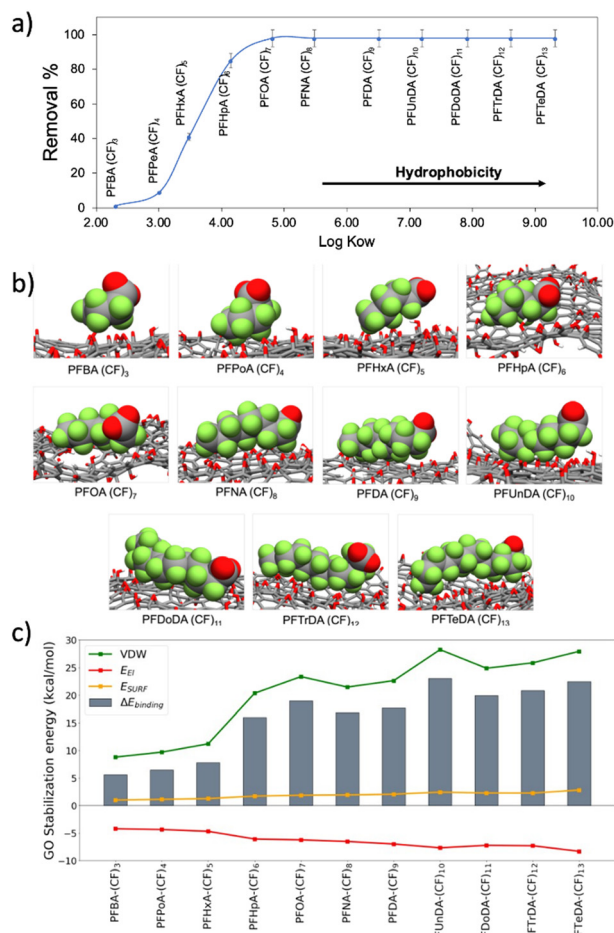 a)
Removal %
100
80
60
40
20
0
PFBA (CF)3
PFPeA (CF)4
PFHxA (CF)5
PFHpA (CF)6
PFOA (CF)7
PFNA (CF)8
PFDA (CF)9
PFUnDA (CF)10
PFDoDA (CF)11
PFTrDA (CF)12
PFTeDA (CF)13
Hydrophobicity
2.00 3.00 4.00 5.00 6.00 7.00 8.00 9.00 10.00
Log Kow
b)
PFBA (CF)3 PFPoA (CF)4 PFHxA (CF)5 PFHpA (CF)6
PFOA (CF)7 PFNA (CF)8 PFDA (CF)9 PFUnDA (CF)10
PFDoDA (CF)11 PFTrDA (CF)12 PFTeDA (CF)13
c)
GO Stabilization energy (kcal/mol)
30
25
20
15
10
5
0
−5
−10
VDW
EEl
ESURF
ΔEbinding
PFBA-(CF)3
PFPoA-(CF)4
PFHxA-(CF)5
PFHpA-(CF)6
PFOA-(CF)7
PFNA-(CF)8
PFDA-(CF)9
FUnDA-(CF)10
FDoDA-(CF)11
PFTrDA-(CF)12
FTeDA-(CF)13